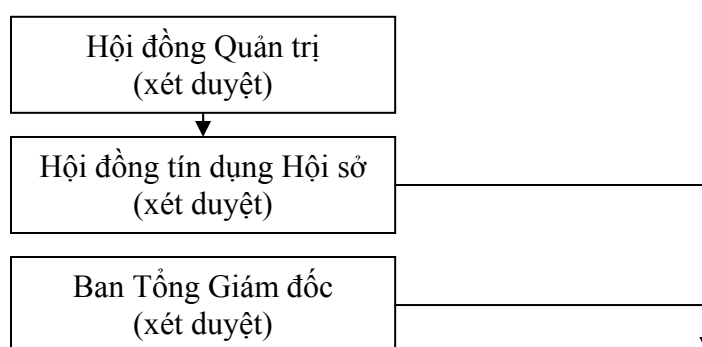 Hội đồng Quản trị
(xét duyệt)
Hội đồng tín dụng Hội sở
(xét duyệt)
Ban Tổng Giám đốc
(xét duyệt)